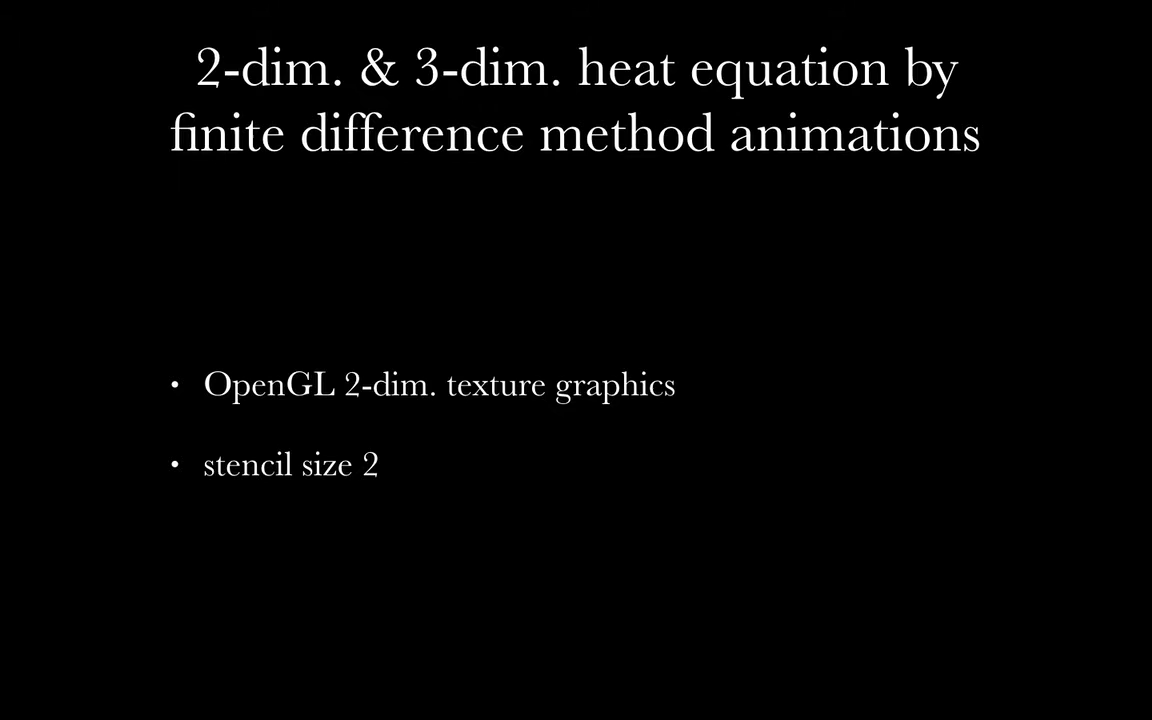 2-dim. & 3-dim. heat equation by
finite difference method animations
• OpenGL 2-dim. texture graphics
• stencil size 2